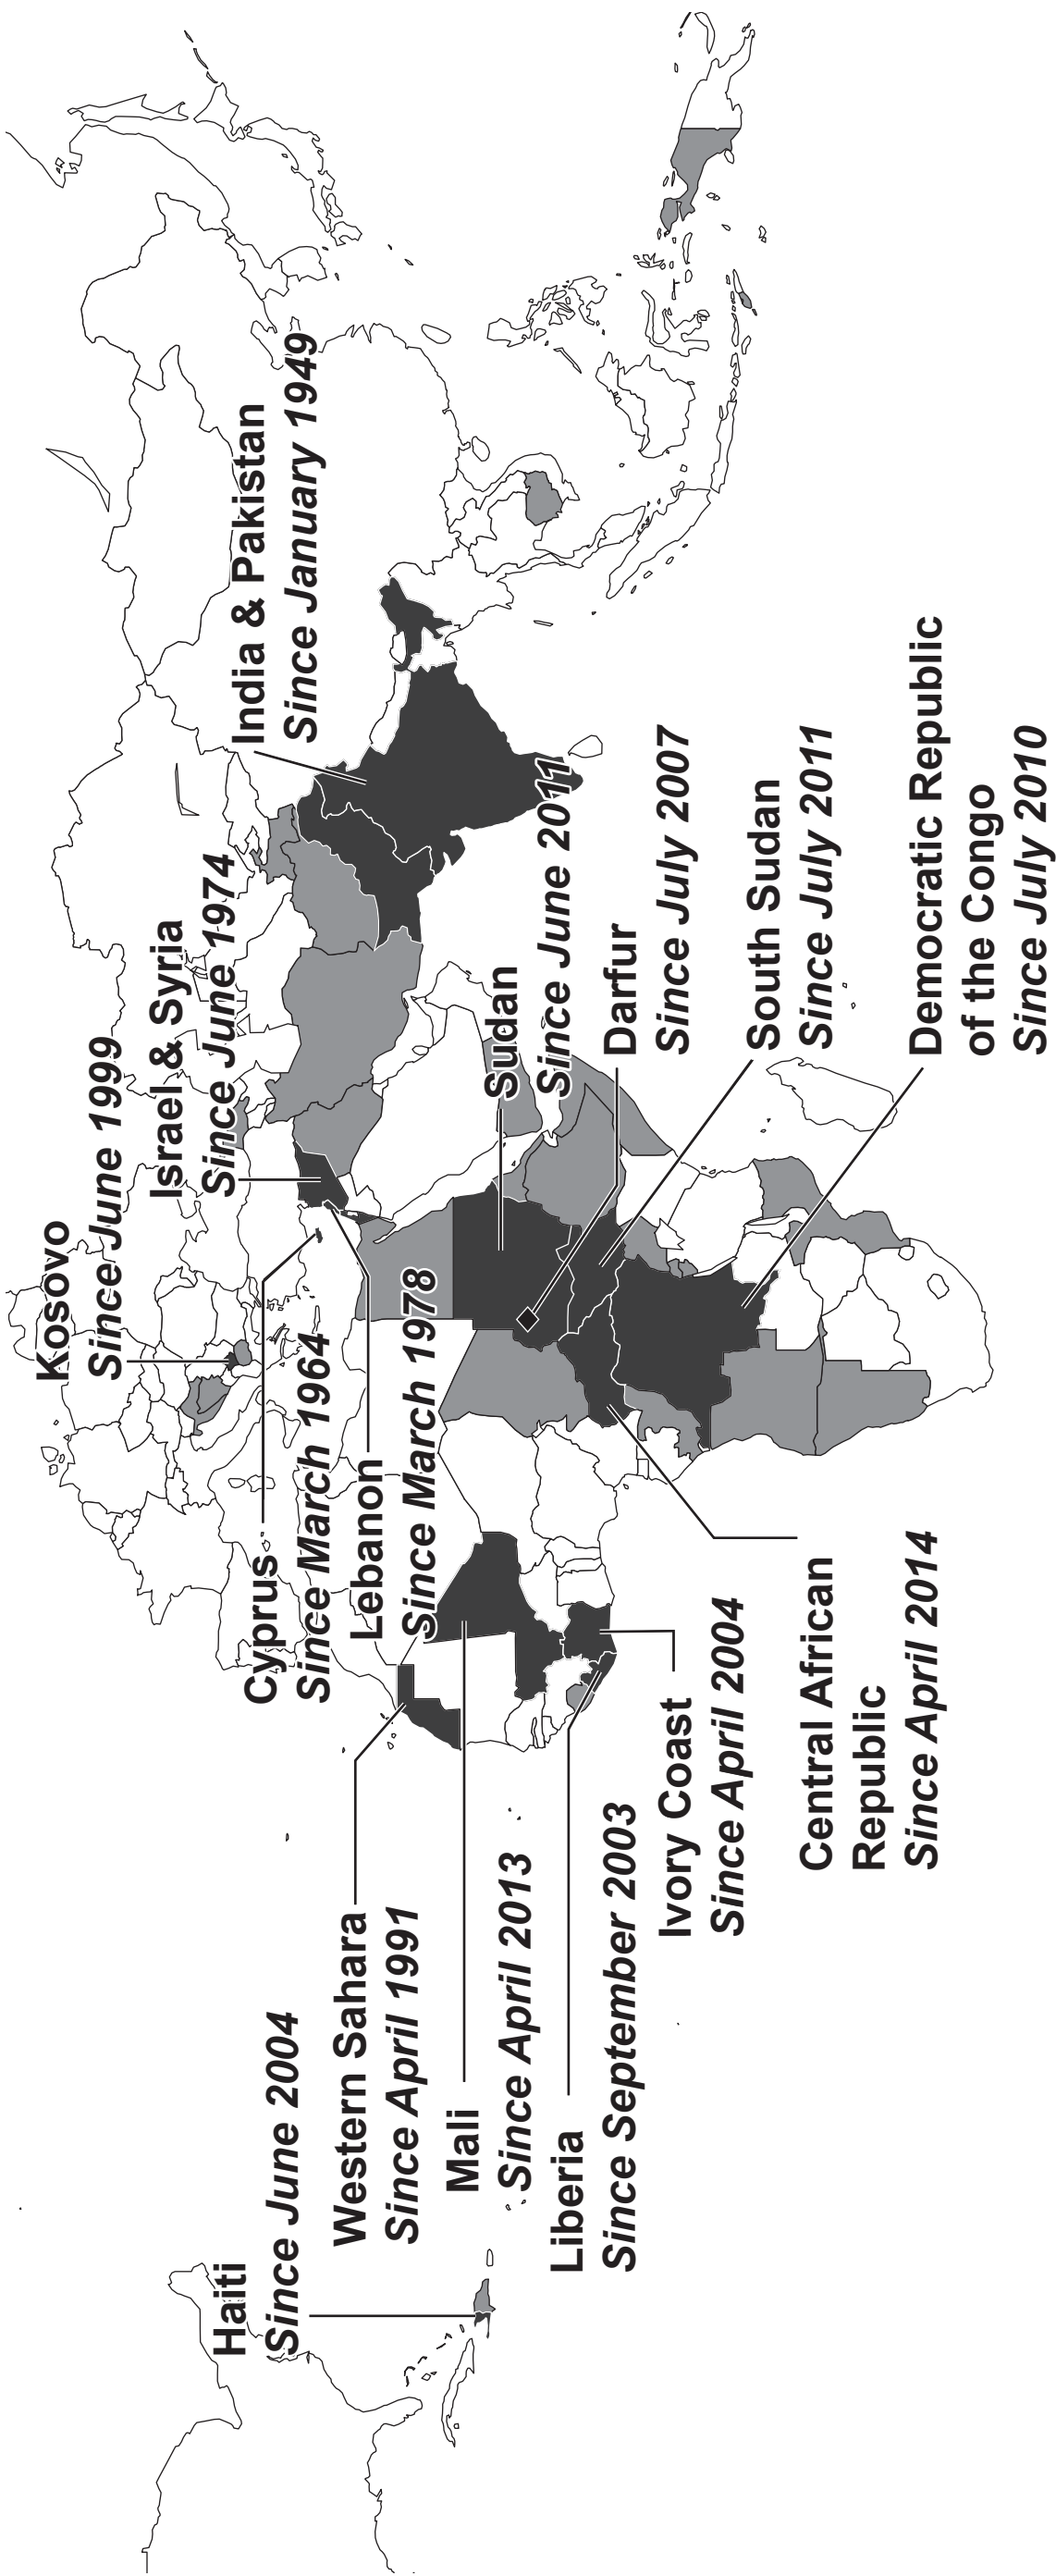 Kosovo
Since June 1999
Israel & Syria
Since June 1974
India & Pakistan
Since January 1949
Haiti
Since June 2004
Cyprus
Since March 1964
Western Sahara
Since April 1991
Lebanon
Since March 1978
Mali
Since April 2013
Sudan
Since June 2011
Liberia
Since September 2003
Darfur
Since July 2007
Ivory Coast
Since April 2004
South Sudan
Since July 2011
Central African
Republic
Since April 2014
Democratic Republic
of the Congo
Since July 2010